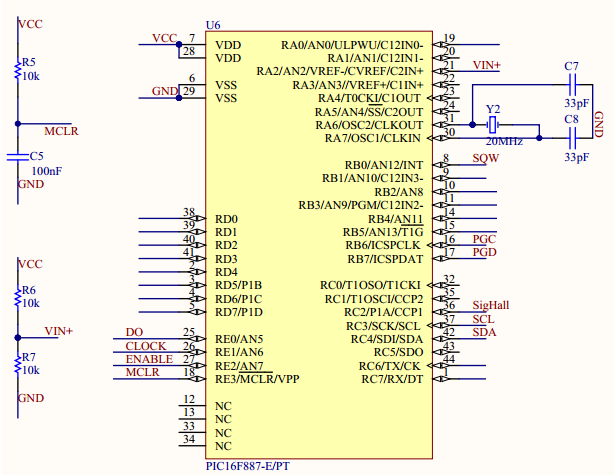 U6
VCC
R5
10k
MCLR
C5
100nF
GND
VCC
R6
10k
VIN+
R7
10k
GND
VCC 7 VDD
28 VDD
6 VSS
GND 29 VSS
38 RD0
39 RD1
40 RD2
41 RD3
2 RD4
3 RD5/P1B
4 RD6/P1C
5 RD7/P1D
DO 25 RE0/AN5
CLOCK 26 RE1/AN6
ENABLE 27 RE2/AN7
MCLR 18 RE3/MCLR/VPP
12 NC
13 NC
33 NC
34 NC
RA0/AN0/ULPWU/C12IN0- 19
RA1/AN1/C12IN1- 20
RA2/AN2/VREF-/CVREF/C2IN+ 21 VIN+
RA3/AN3//VREF+/C1IN+ 22
RA4/T0CKI/C1OUT 23
RA5/AN4/SS/C2OUT 24
RA6/OSC2/CLKOUT 31
RA7/OSC1/CLKIN 30
RB0/AN12/INT 8 SQW
RB1/AN10/C12IN3- 9
RB2/AN8 10
RB3/AN9/PGM/C12IN2- 11
RB4/AN11 14
RB5/AN13/T1G 15
RB6/ICSPCLK 16 PGC
RB7/ICSPDAT 17 PGD
RC0/T1OSO/T1CKI 32
RC1/T1OSCI/CCP2 35
RC2/P1A/CCP1 36 SigHall
RC3/SCK/SCL 37 SCL
RC4/SDI/SDA 42 SDA
RC5/SDO 43
RC6/TX/CK 44
RC7/RX/DT 1
C7
33pF
Y2
20MHz
C8
33pF
GND
PIC16F887-E/PT